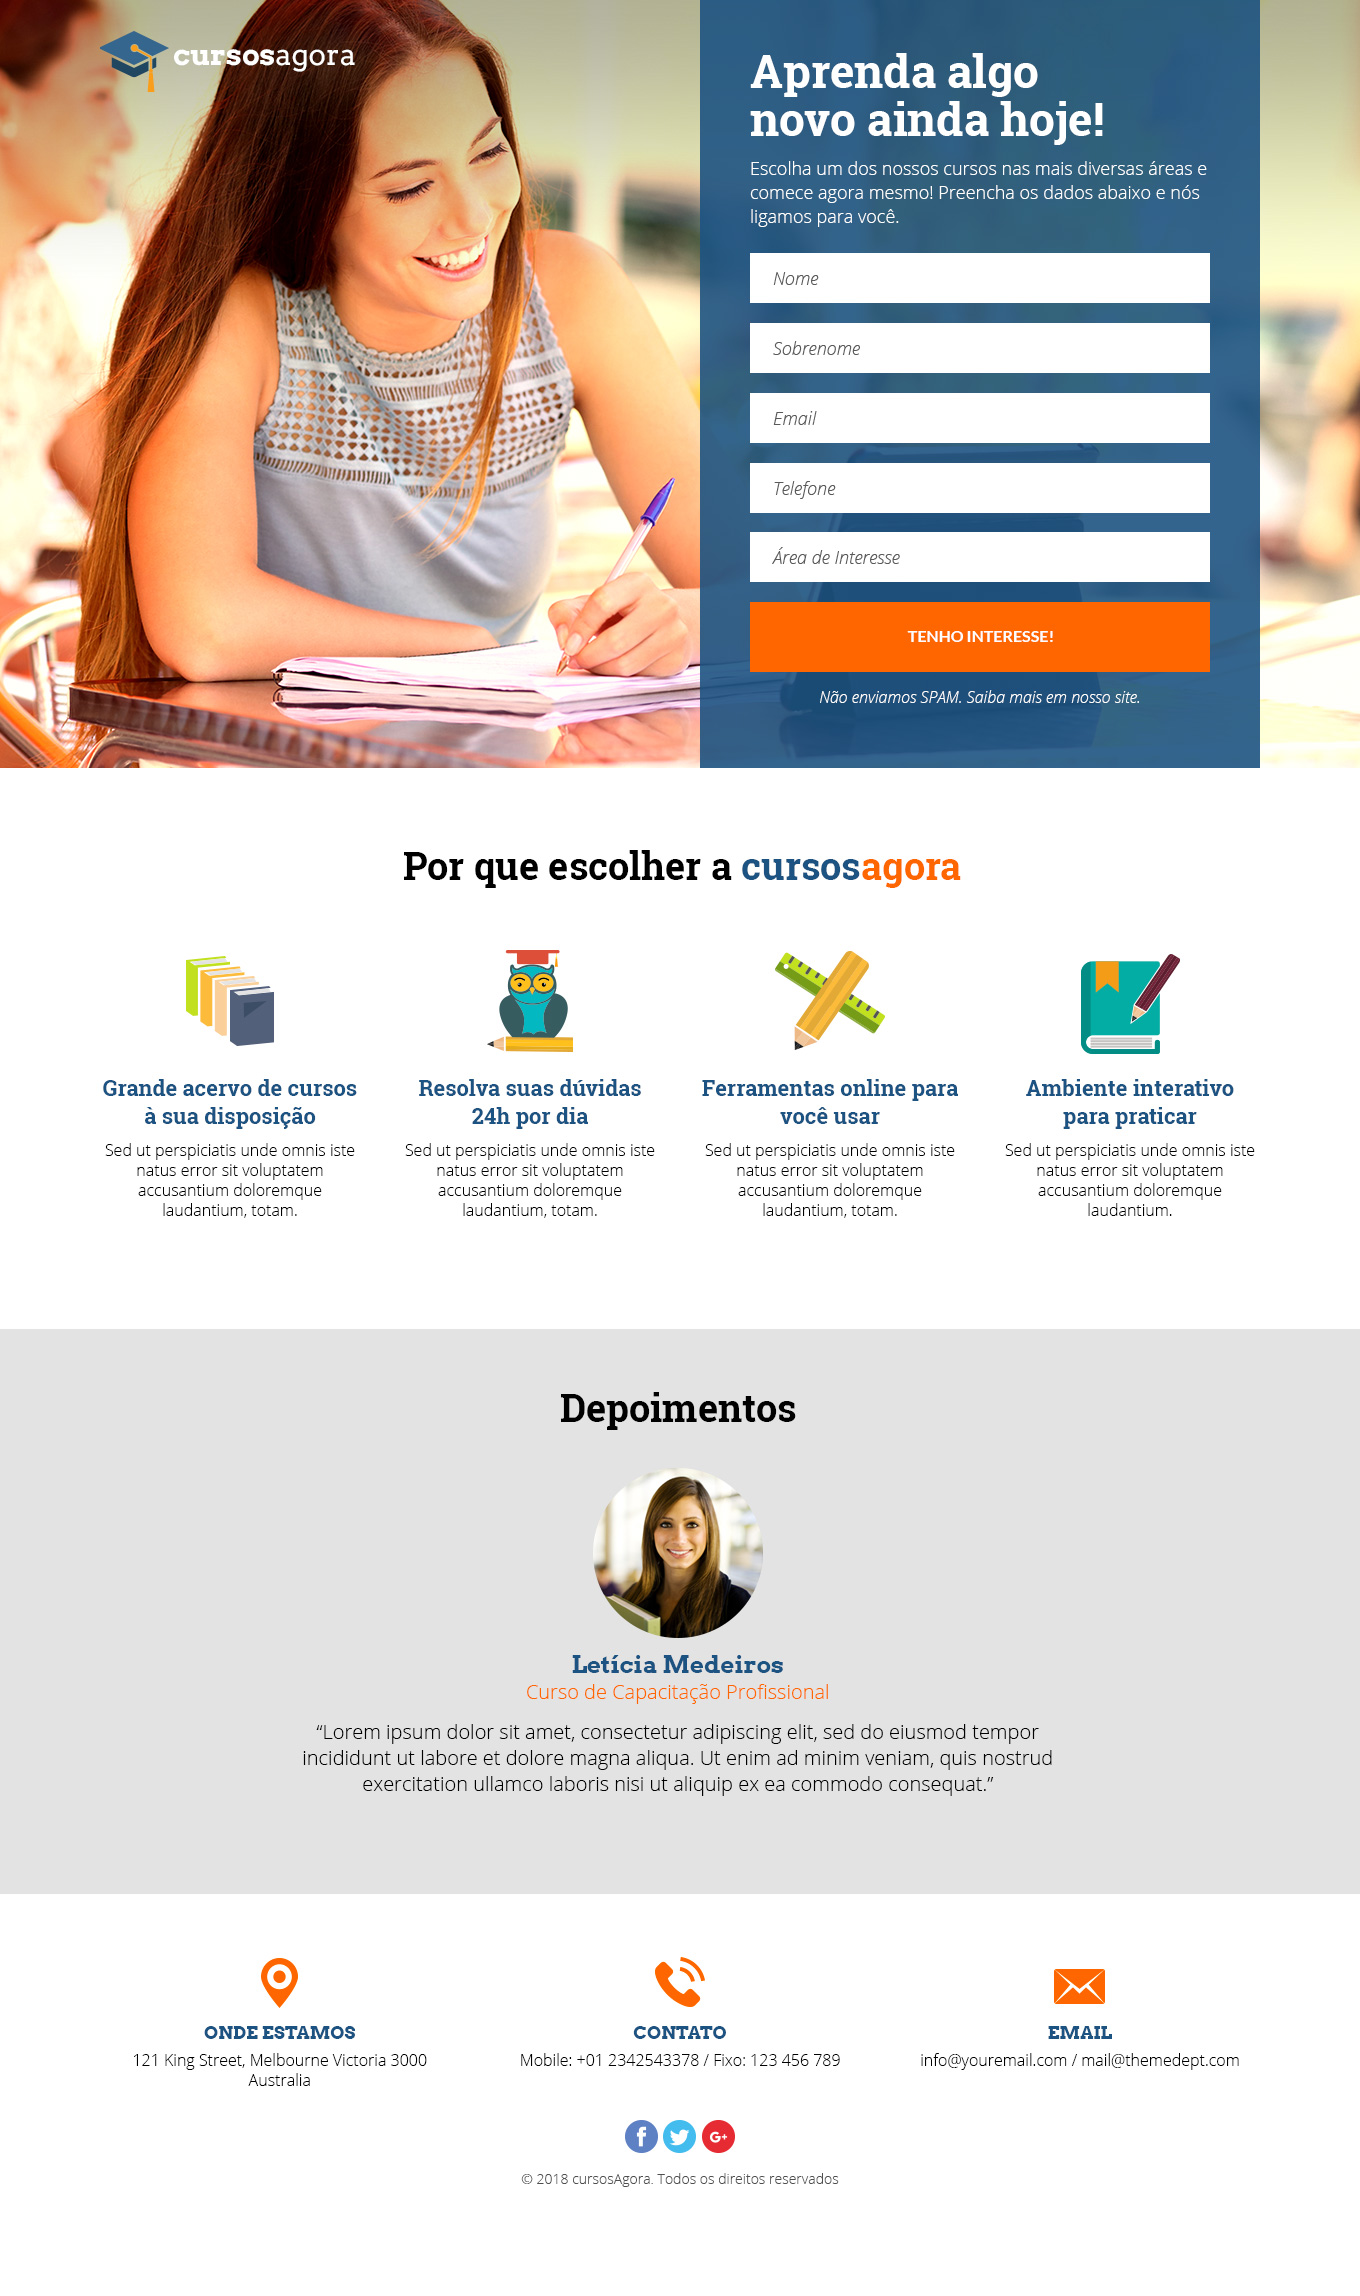 cursosagora
Aprenda algo
novo ainda hoje!
Escolha um dos nossos cursos nas mais diversas áreas e
comece agora mesmo! Preencha os dados abaixo e nós
ligamos para você.
Nome
Sobrenome
Email
Telefone
Área de Interesse
TENHO INTERESSE!
Não enviamos SPAM. Saiba mais em nosso site.
Por que escolher a cursosagora
Grande acervo de cursos
à sua disposição
Sed ut perspiciatis unde omnis iste
natus error sit voluptatem
accusantium doloremque
laudantium, totam.
Resolva suas dúvidas
24h por dia
Sed ut perspiciatis unde omnis iste
natus error sit voluptatem
accusantium doloremque
laudantium, totam.
Ferramentas online para
você usar
Sed ut perspiciatis unde omnis iste
natus error sit voluptatem
accusantium doloremque
laudantium, totam.
Ambiente interativo
para praticar
Sed ut perspiciatis unde omnis iste
natus error sit voluptatem
accusantium doloremque
laudantium.
Depoimentos
Letícia Medeiros
Curso de Capacitação Profissional
“Lorem ipsum dolor sit amet, consectetur adipiscing elit, sed do eiusmod tempor
incididunt ut labore et dolore magna aliqua. Ut enim ad minim veniam, quis nostrud
exercitation ullamco laboris nisi ut aliquip ex ea commodo consequat.”
ONDE ESTAMOS
121 King Street, Melbourne Victoria 3000
Australia
CONTATO
Mobile: +01 2342543378 / Fixo: 123 456 789
EMAIL
info@youremail.com / mail@themedept.com
f
G+
© 2018 cursosAgora. Todos os direitos reservados